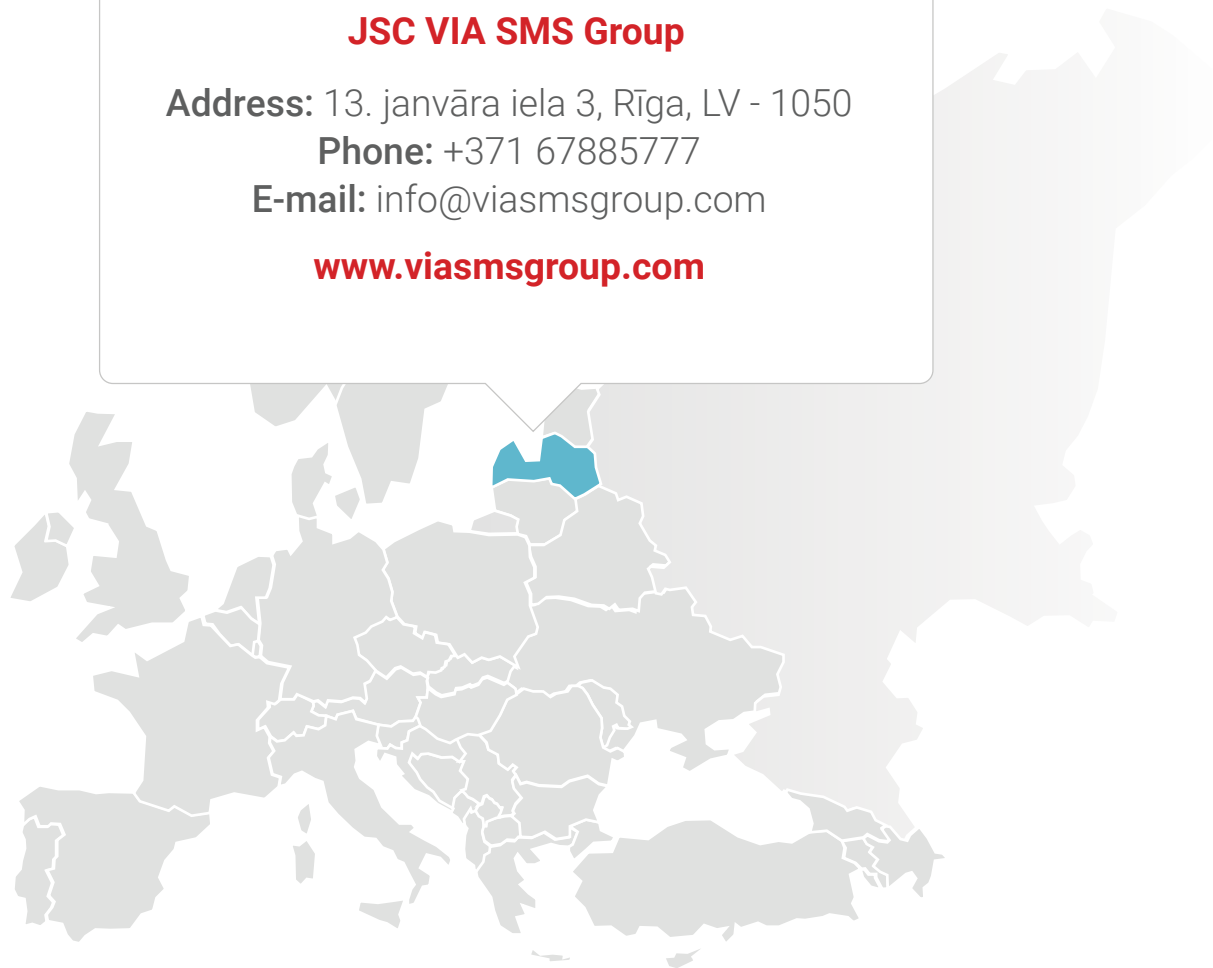 JSC VIA SMS Group
Address: 13. janvāra iela 3, Rīga, LV - 1050
Phone: +371 67885777
E-mail: info@viasmsgroup.com
www.viasmsgroup.com